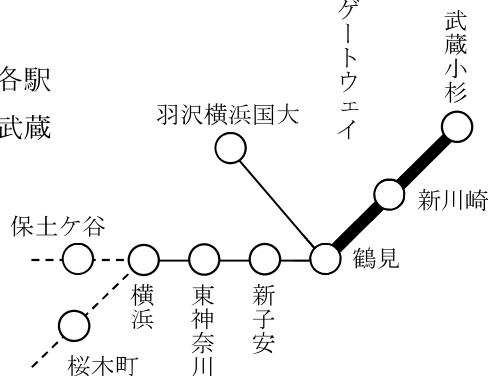 各駅
武蔵
ゲートウェイ
武蔵小杉
羽沢横浜国大
新川崎
保土ケ谷
鶴見
横浜
東神奈川
新子安
桜木町